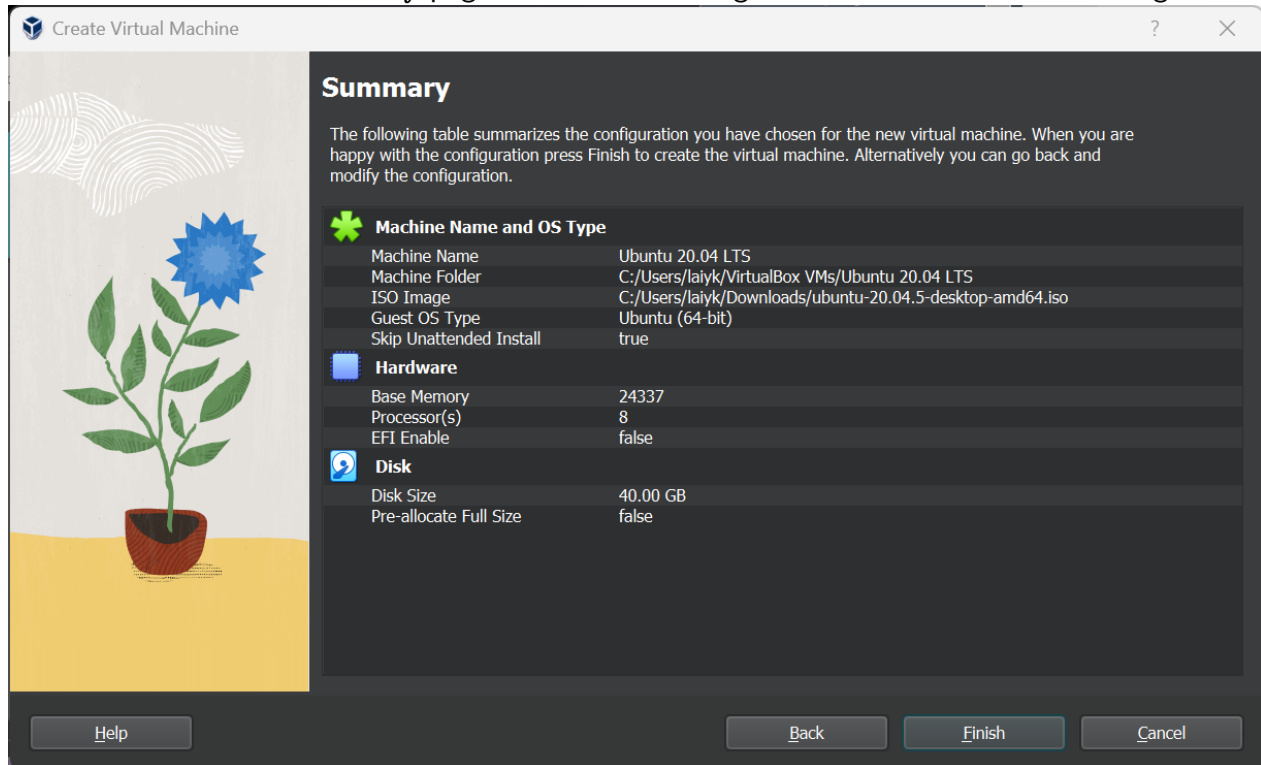 Create Virtual Machine
?
Summary
The following table summarizes the configuration you have chosen for the new virtual machine. When you are
happy with the configuration press Finish to create the virtual machine. Alternatively you can go back and
modify the configuration.
Machine Name and OS Type
Machine Name Ubuntu 20.04 LTS
Machine Folder C:/Users/laiyk/VirtualBox VMs/Ubuntu 20.04 LTS
ISO Image C:/Users/laiyk/Downloads/ubuntu-20.04.5-desktop-amd64.iso
Guest OS Type Ubuntu (64-bit)
Skip Unattended Install true
Hardware
Base Memory 24337
Processor(s) 8
EFI Enable false
Disk
Disk Size 40.00 GB
Pre-allocate Full Size false
Help Back Finish Cancel